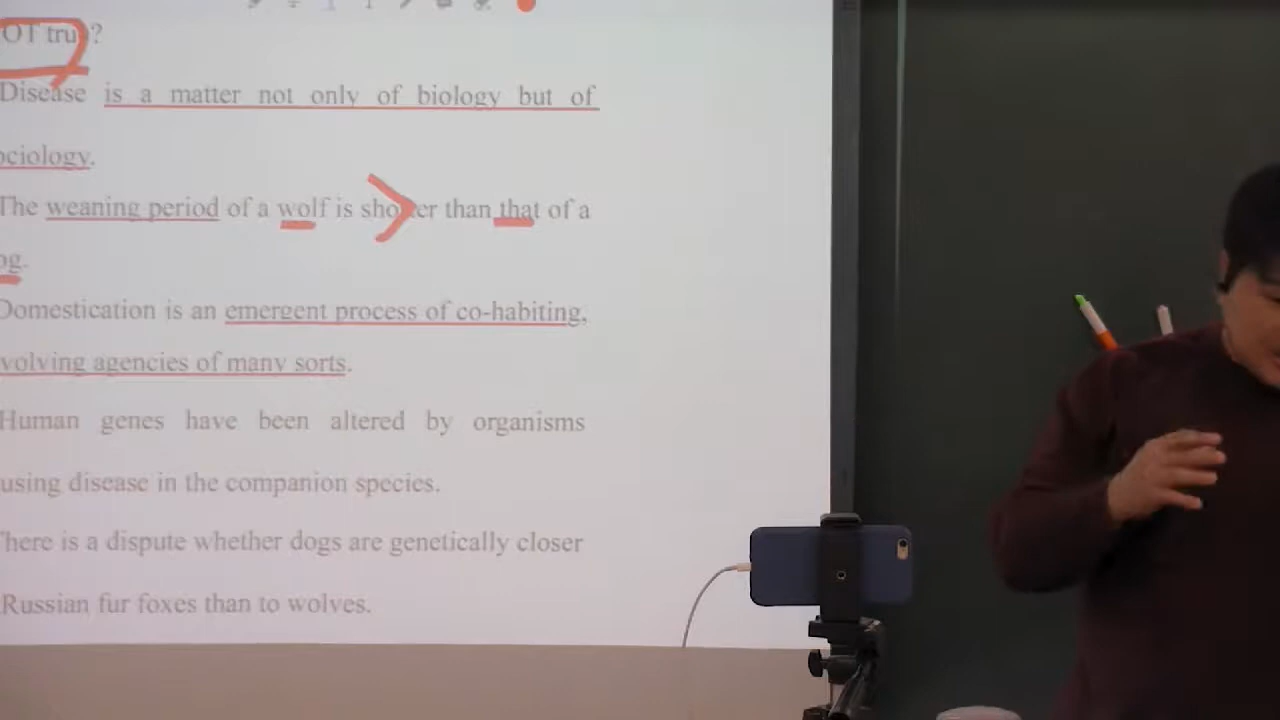 OT true?
Disease is a matter not only of biology but of
ociology.
The weaning period of a wolf is shorter than that of a
og.
Domestication is an emergent process of co-habiting,
volving agencies of many sorts.
Human genes have been altered by organisms
using disease in the companion species.
here is a dispute whether dogs are genetically closer
Russian fur foxes than to wolves.